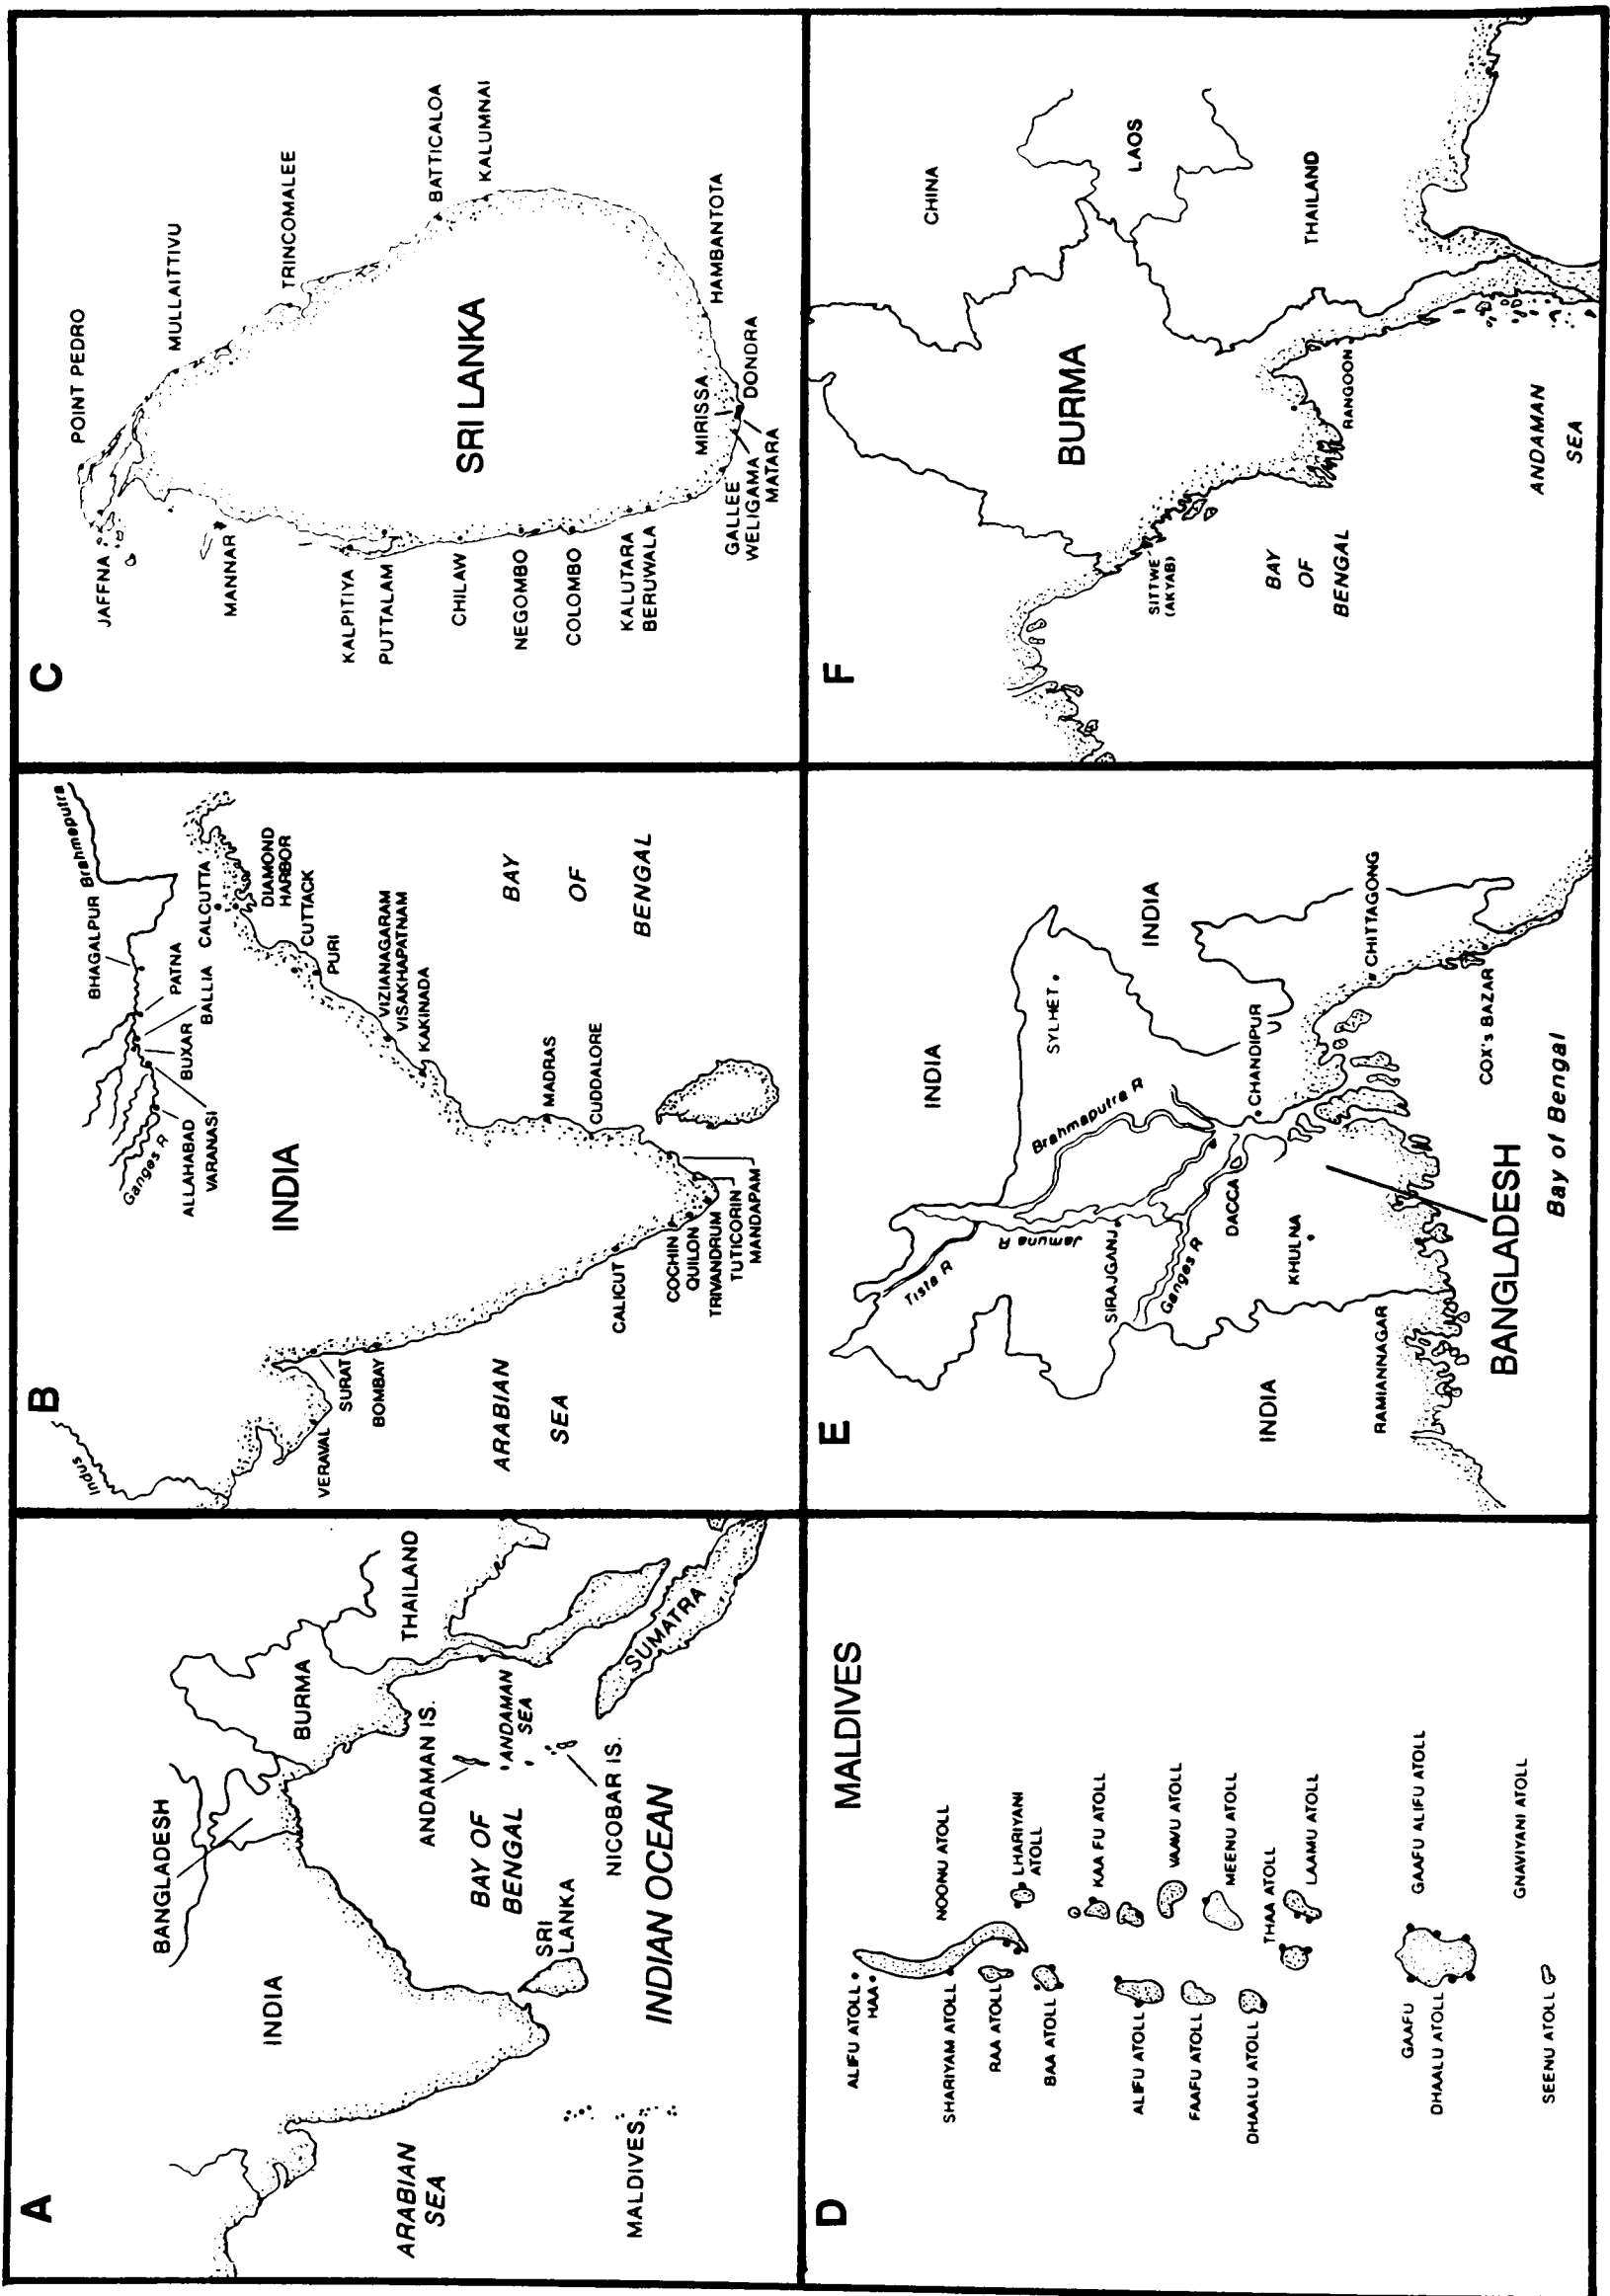 A
BANGLADESH
INDIA
BURMA
THAILAND
ARABIAN
SEA
ANDAMAN IS.
BAY OF
BENGAL
ANDAMAN
SEA
SRI
LANKA
NICOBAR IS.
SUMATRA
MALDIVES
INDIAN OCEAN
B
Indus
BHAGALPUR
Brahmaputra
PATNA
BALLIA
CALCUTTA
BUXAR
Ganges R
ALLAHABAD
VARANASI
DIAMOND
HARBOR
CUTTACK
PURI
INDIA
VERAVAL
SURAT
BOMBAY
VIZIANAGARAM
VISAKHAPATNAM
KAKINADA
ARABIAN
SEA
BAY
OF
BENGAL
MADRAS
CUDDALORE
CALICUT
COCHIN
QUILON
TRIVANDRUM
TUTICORIN
MANDAPAM
C
POINT PEDRO
JAFFNA
MULLAITTIVU
MANNAR
TRINCOMALEE
KALPITIYA
PUTTALAM
BATTICALOA
CHILAW
SRI LANKA
KALUMNAI
NEGOMBO
COLOMBO
KALUTARA
BERUWALA
HAMBANTOTA
MIRISSA
GALLEE
WELIGAMA
MATARA
DONDRA
D
MALDIVES
ALIFU ATOLL
HAA
NOONU ATOLL
SHARIYAM ATOLL
RAA ATOLL
LHARIYANI
ATOLL
BAA ATOLL
KAA FU ATOLL
ALIFU ATOLL
VAAVU ATOLL
FAAFU ATOLL
MEENU ATOLL
DHAALU ATOLL
THAA ATOLL
LAAMU ATOLL
GAAFU
DHAALU ATOLL
GAAFU ALIFU ATOLL
GNAVIYANI ATOLL
SEENU ATOLL
E
INDIA
Tista R
Jamuna R
Brahmaputra R
SYLHET
INDIA
SIRAJGANJ
Ganges R
DACCA
CHANDIPUR
INDIA
KHULNA
RAMIANNAGAR
CHITTAGONG
COX's BAZAR
BANGLADESH
Bay of Bengal
F
CHINA
BURMA
LAOS
SITTWE
(AKYAB)
THAILAND
BAY
OF
BENGAL
RANGOON
ANDAMAN
SEA